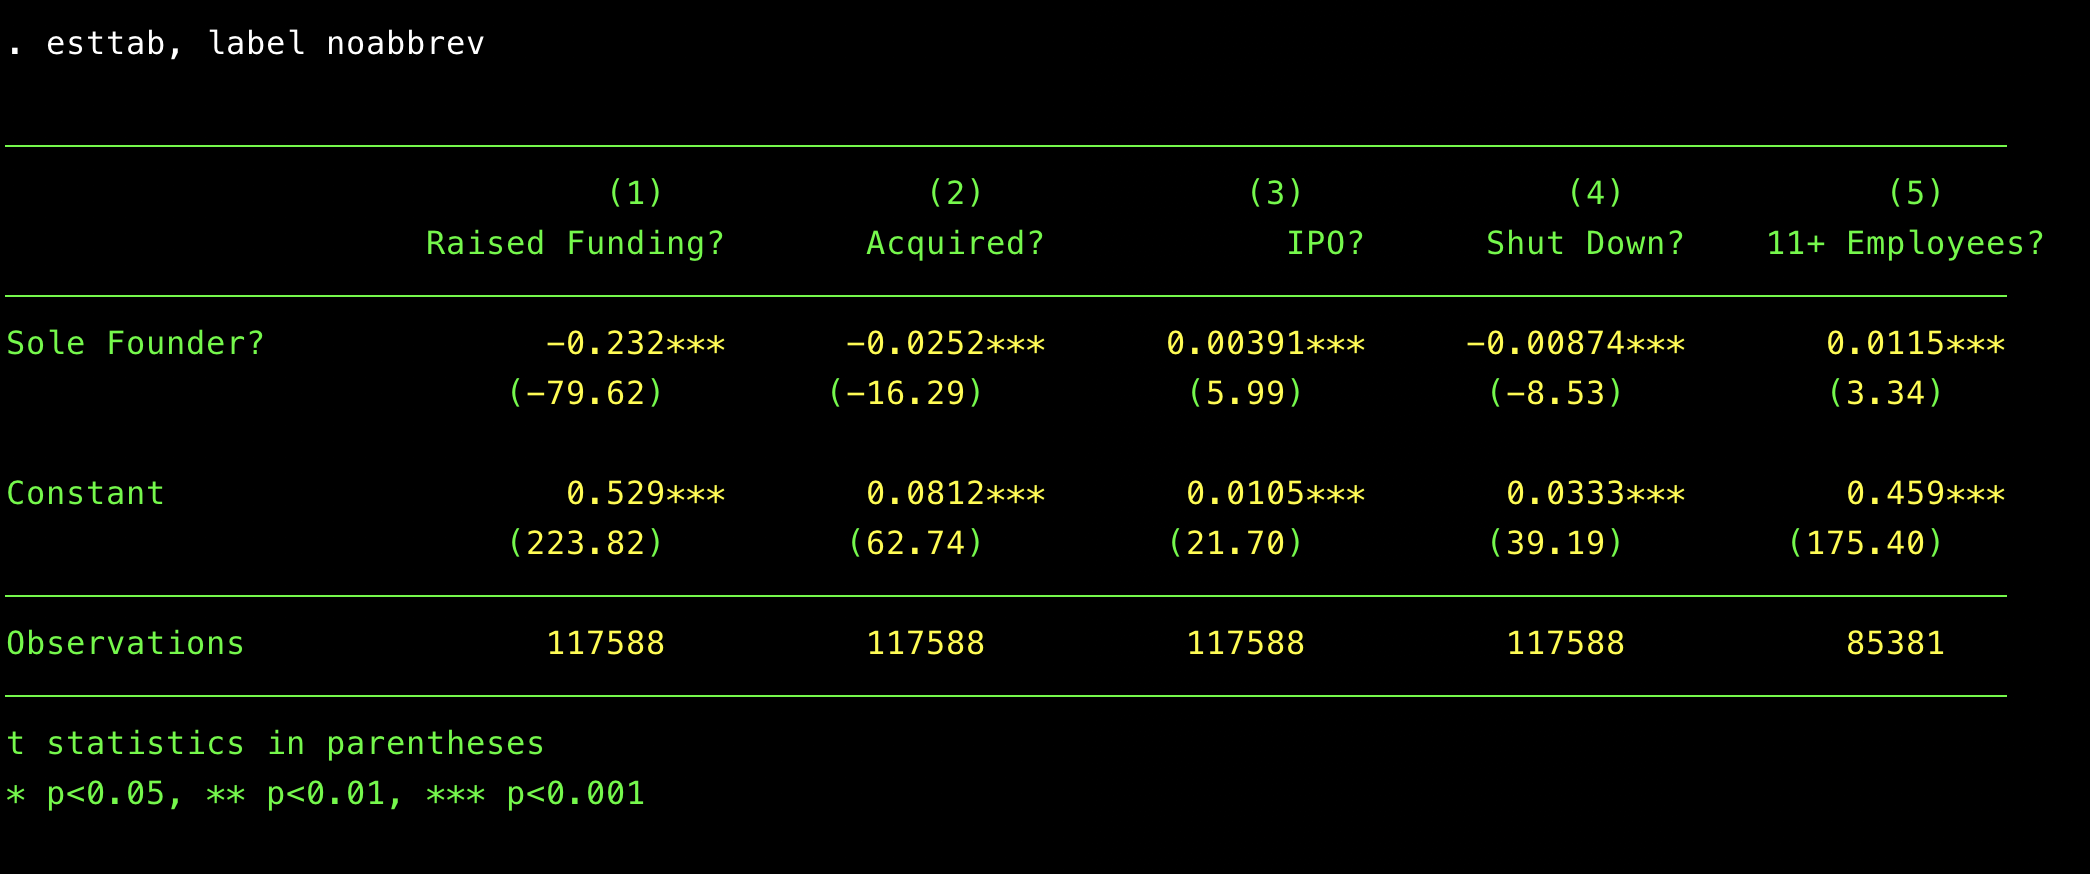 . esttab, label noabbrev
(1) (2) (3) (4) (5)
Raised Funding? Acquired? IPO? Shut Down? 11+ Employees?
Sole Founder? -0.232*** -0.0252*** 0.00391*** -0.00874*** 0.0115***
(-79.62) (-16.29) (5.99) (-8.53) (3.34)
Constant 0.529*** 0.0812*** 0.0105*** 0.0333*** 0.459***
(223.82) (62.74) (21.70) (39.19) (175.40)
Observations 117588 117588 117588 117588 85381
t statistics in parentheses
* p<0.05, ** p<0.01, *** p<0.001